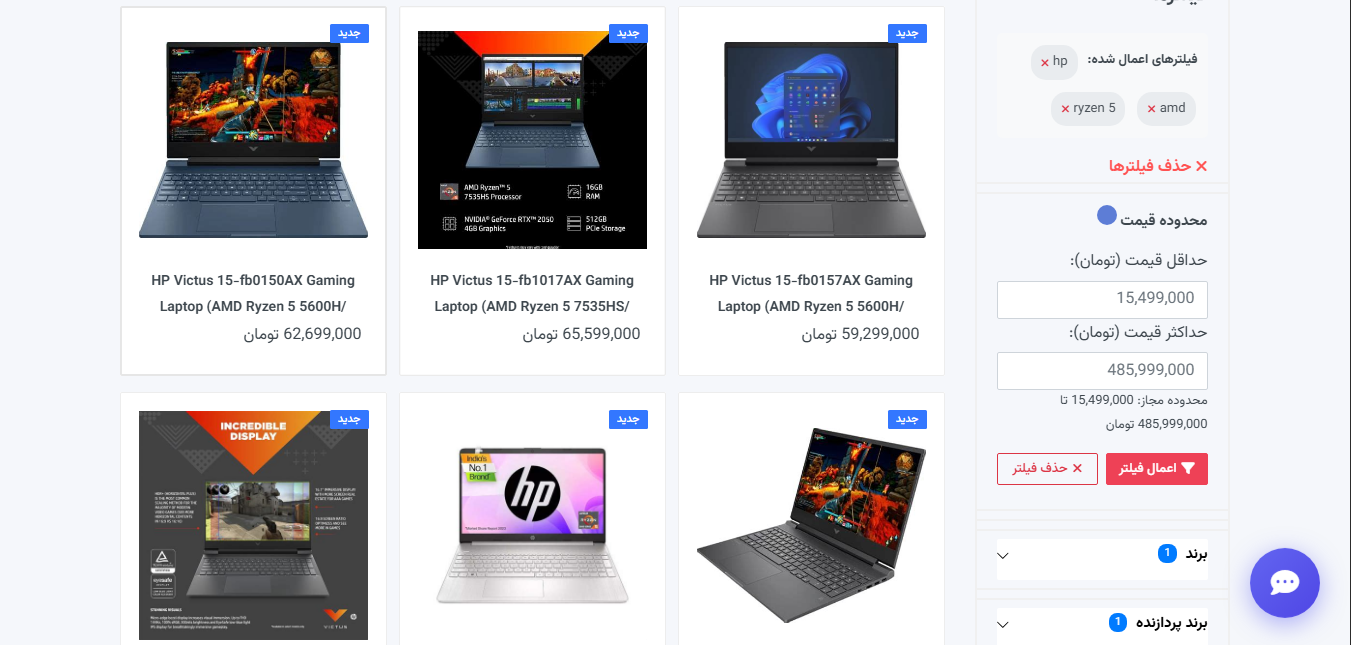 فیلترهای اعمال شده:
hp ×
amd ×
ryzen 5 ×
× حذف فیلترها
محدوده قیمت
حداقل قیمت (تومان):
15,499,000
حداکثر قیمت (تومان):
485,999,000
محدوده مجاز: 15,499,000 تا
485,999,000 تومان
اعمال فیلتر
× حذف فیلتر
برند 1
برند پردازنده 1
جدید
HP Victus 15-fb0157AX Gaming
Laptop (AMD Ryzen 5 5600H/
59,299,000 تومان
جدید
AMD Ryzen™ 5
7535HS Processor
16GB
RAM
NVIDIA® GeForce RTX™ 2050
4GB Graphics
512GB
PCIe Storage
HP Victus 15-fb1017AX Gaming
Laptop (AMD Ryzen 5 7535HS/
65,599,000 تومان
جدید
HP Victus 15-fb0150AX Gaming
Laptop (AMD Ryzen 5 5600H/
62,699,000 تومان
جدید
جدید
India's
No.1
Brand
hp
جدید
INCREDIBLE
DISPLAY
VICTUS